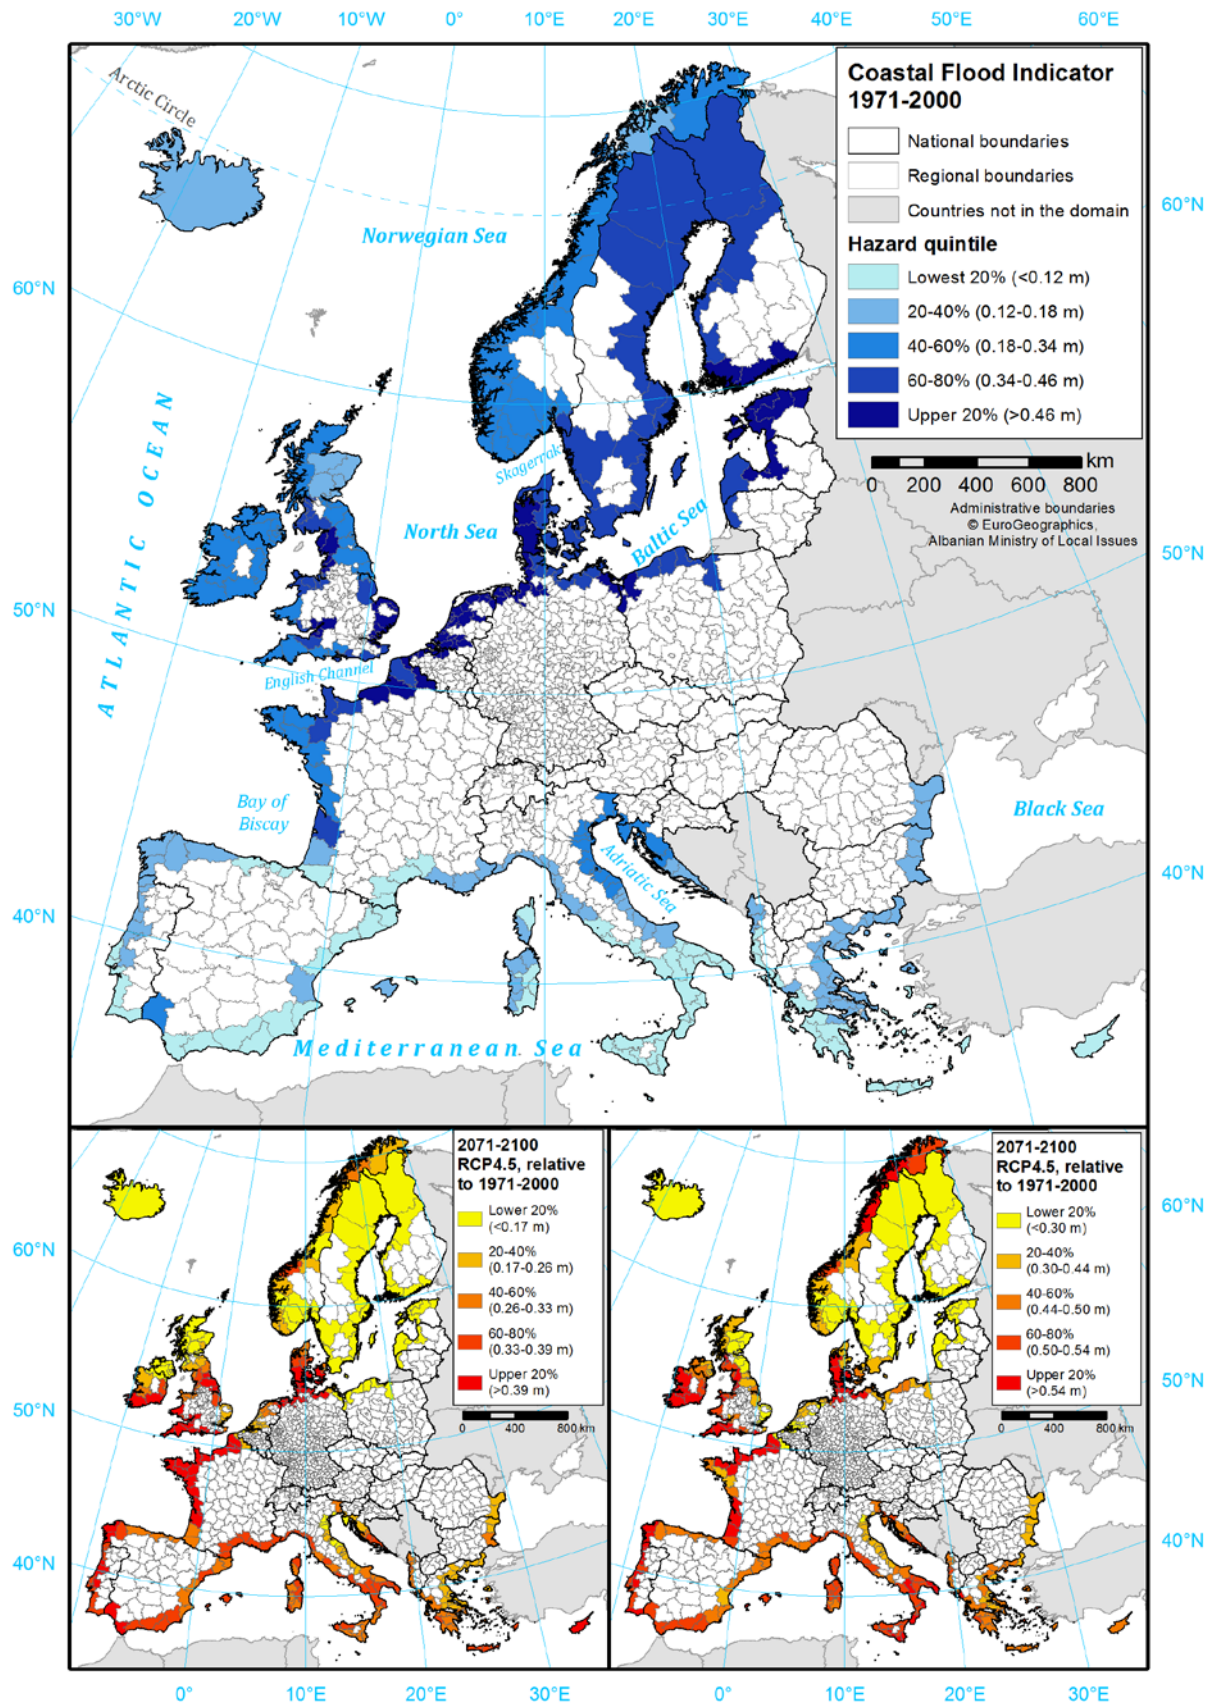 30°W 20°W 10°W 0° 10°E 20°E 30°E 40°E 50°E 60°E
Coastal Flood Indicator
1971-2000
National boundaries
Regional boundaries
Countries not in the domain
Hazard quintile
Lowest 20% (<0.12 m)
20-40% (0.12-0.18 m)
40-60% (0.18-0.34 m)
60-80% (0.34-0.46 m)
Upper 20% (>0.46 m)
km
0 200 400 600 800
Administrative boundaries
© EuroGeographics,
Albanian Ministry of Local Issues
Arctic Circle
Norwegian Sea
ATLANTIC OCEAN
Skagerrak
North Sea
Baltic Sea
English Channel
Bay of
Biscay
Adriatic Sea
Black Sea
Mediterranean Sea
60°N
50°N
40°N
60°N
50°N
40°N
2071-2100
RCP4.5, relative
to 1971-2000
Lower 20%
(<0.17 m)
20-40%
(0.17-0.26 m)
40-60%
(0.26-0.33 m)
60-80%
(0.33-0.39 m)
Upper 20%
(>0.39 m)
0 400 800 km
2071-2100
RCP4.5, relative
to 1971-2000
Lower 20%
(<0.30 m)
20-40%
(0.30-0.44 m)
40-60%
(0.44-0.50 m)
60-80%
(0.50-0.54 m)
Upper 20%
(>0.54 m)
0 400 800 km
60°N
50°N
40°N
60°N
50°N
40°N
0° 10°E 20°E 30°E 0° 10°E 20°E 30°E